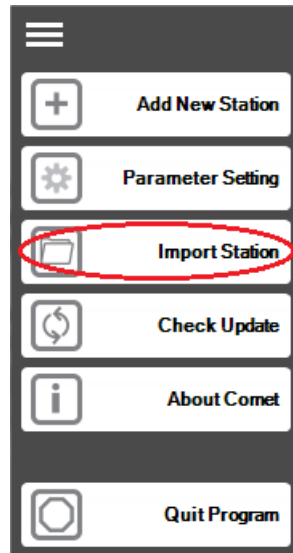 Add New Station
Parameter Setting
Import Station
Check Update
About Comet
Quit Program